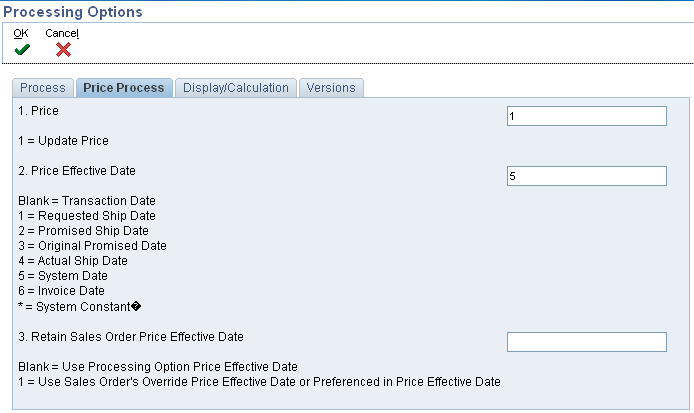 Processing Options
OK Cancel
Process Price Process Display/Calculation Versions
1. Price 1
1 = Update Price
2. Price Effective Date 5
Blank = Transaction Date
1 = Requested Ship Date
2 = Promised Ship Date
3 = Original Promised Date
4 = Actual Ship Date
5 = System Date
6 = Invoice Date
* = System Constant�
3. Retain Sales Order Price Effective Date
Blank = Use Processing Option Price Effective Date
1 = Use Sales Order's Override Price Effective Date or Preferenced in Price Effective Date